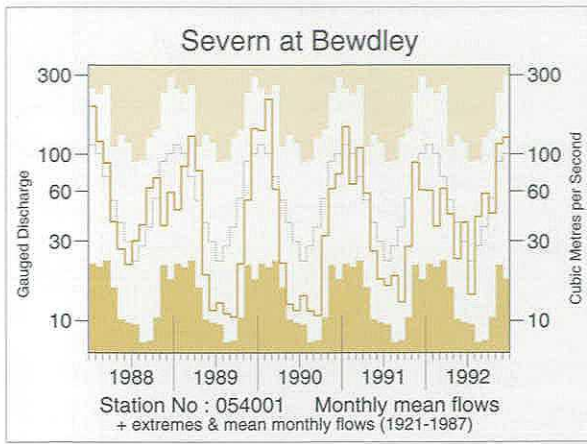 Severn at Bewdley
300
100
60
30
10
Gauged Discharge
300
100
60
30
10
Cubic Metres per Second
1988 1989 1990 1991 1992
Station No : 054001 Monthly mean flows
+ extremes & mean monthly flows (1921-1987)